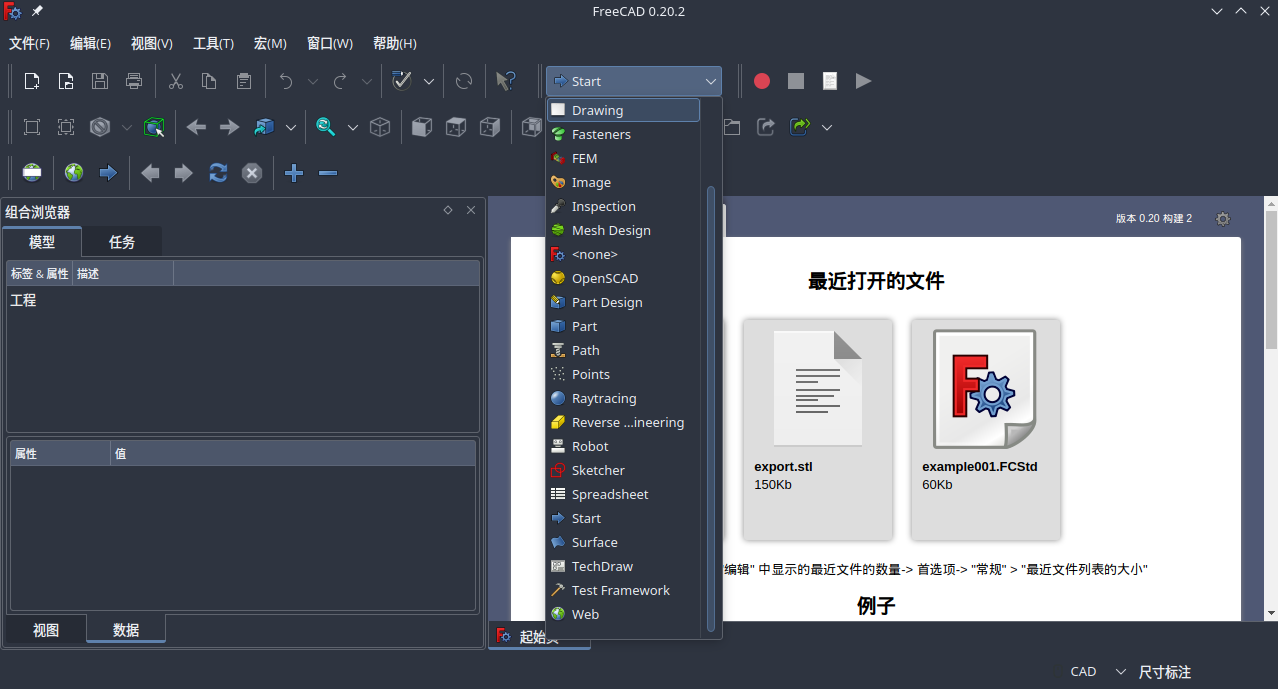 FreeCAD 0.20.2
文件(F) 编辑(E) 视图(V) 工具(T) 宏(M) 窗口(W) 帮助(H)
Start
Drawing
Fasteners
FEM
Image
Inspection
Mesh Design
<none>
OpenSCAD
Part Design
Part
Path
Points
Raytracing
Reverse ...ineering
Robot
Sketcher
Spreadsheet
Start
Surface
TechDraw
Test Framework
Web
组合浏览器
模型 任务
标签 & 属性 描述
工程
属性 值
视图 数据
版本 0.20 构建 2
最近打开的文件
export.stl
150Kb
example001.FCStd
60Kb
编辑" 中显示的最近文件的数量-> 首选项-> "常规" > "最近文件列表的大小"
例子
起始
CAD 尺寸标注